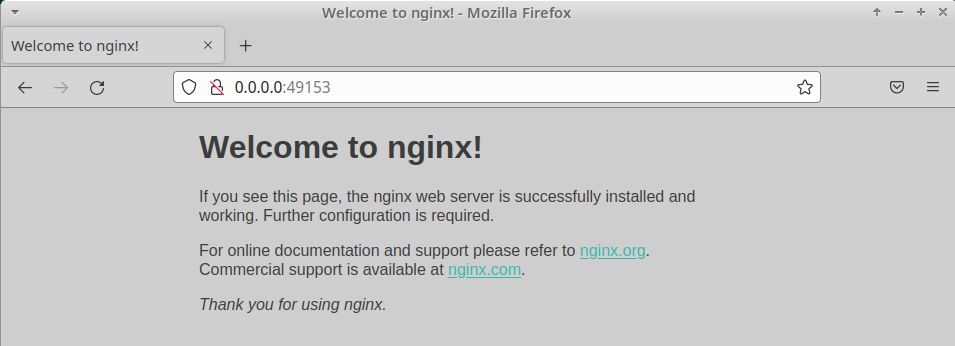 Welcome to nginx! - Mozilla Firefox
Welcome to nginx!
0.0.0.0:49153
Welcome to nginx!
If you see this page, the nginx web server is successfully installed and
working. Further configuration is required.
For online documentation and support please refer to nginx.org.
Commercial support is available at nginx.com.
Thank you for using nginx.